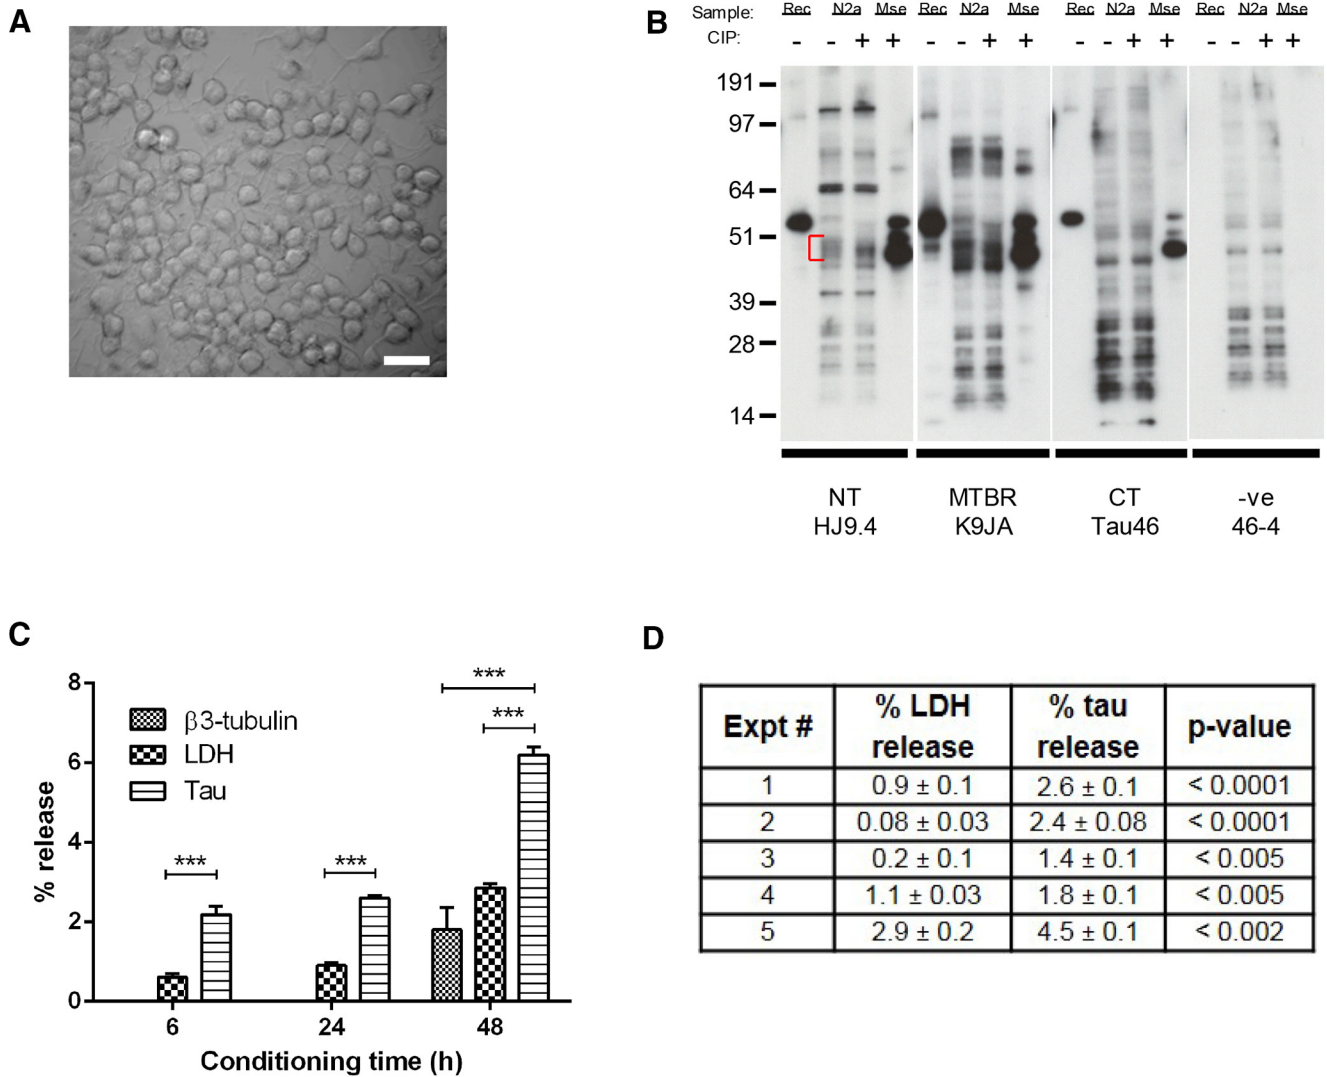 A
B
Sample: Rec N2a Mse Rec N2a Mse Rec N2a Mse Rec N2a Mse
CIP: - - + + - - + + - - + + - - + +
191
97
64
51
39
28
14
NT MTBR CT -ve
HJ9.4 K9JA Tau46 46-4
C
8
6
4
2
0
% release
β3-tubulin
LDH
Tau
***
***
***
***
6 24 48
Conditioning time (h)
D
Expt # % LDH release % tau release p-value
1 0.9 ± 0.1 2.6 ± 0.1 < 0.0001
2 0.08 ± 0.03 2.4 ± 0.08 < 0.0001
3 0.2 ± 0.1 1.4 ± 0.1 < 0.005
4 1.1 ± 0.03 1.8 ± 0.1 < 0.005
5 2.9 ± 0.2 4.5 ± 0.1 < 0.002